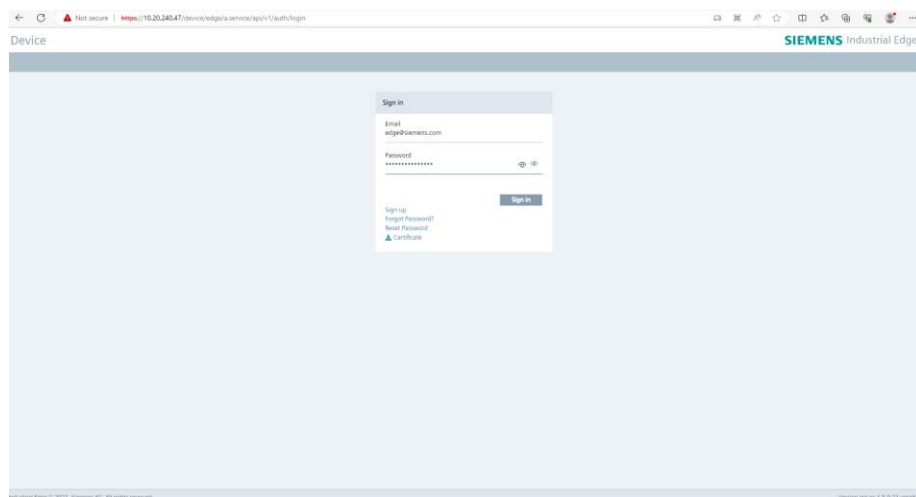 Not secure https://10.20.240.47/device/edge/a.service/api/v1/auth/login
Device
SIEMENS Industrial Edge
Sign in
Email
edge@siemens.com
Password
Sign in
Sign up
Forgot Password?
Reset Password
Certificate